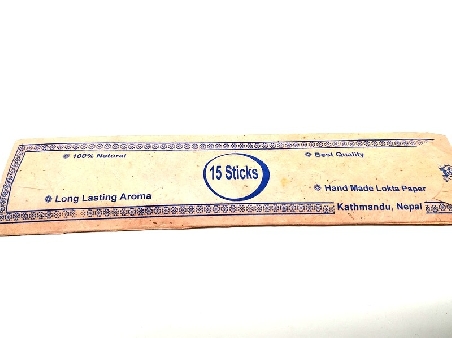 100% Natural
Best Quality
15 Sticks
Long Lasting Aroma
Hand Made Lokta Paper
Kathmandu, Nepal